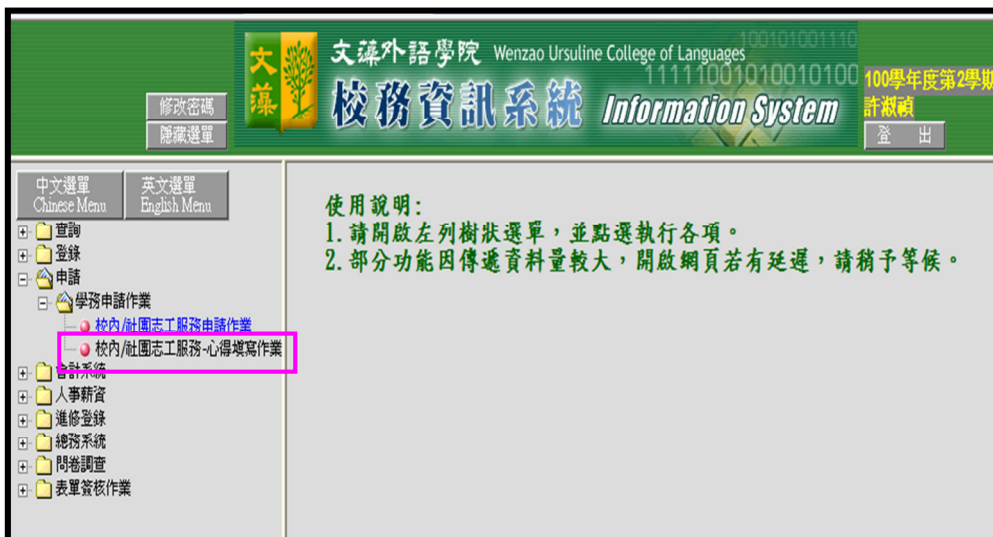 文藻
文藻外語學院 Wenzao Ursuline College of Languages
校務資訊系統 Information System
100101001110
1111100101001010 0
100學年度第2學期
許淑禎
登 出
修改密碼
隱藏選單
中文選單
Chinese Menu
英文選單
English Menu
查詢
登錄
申請
學務申請作業
校內/社團志工服務申請作業
校內/社團志工服務-心得填寫作業
會計系統
人事薪資
進修登錄
總務系統
問卷調查
表單簽核作業
使用說明:
1.請開啟左列樹狀選單，並點選執行各項。
2.部分功能因傳遞資料量較大，開啟網頁若有延遲，請稍予等候。